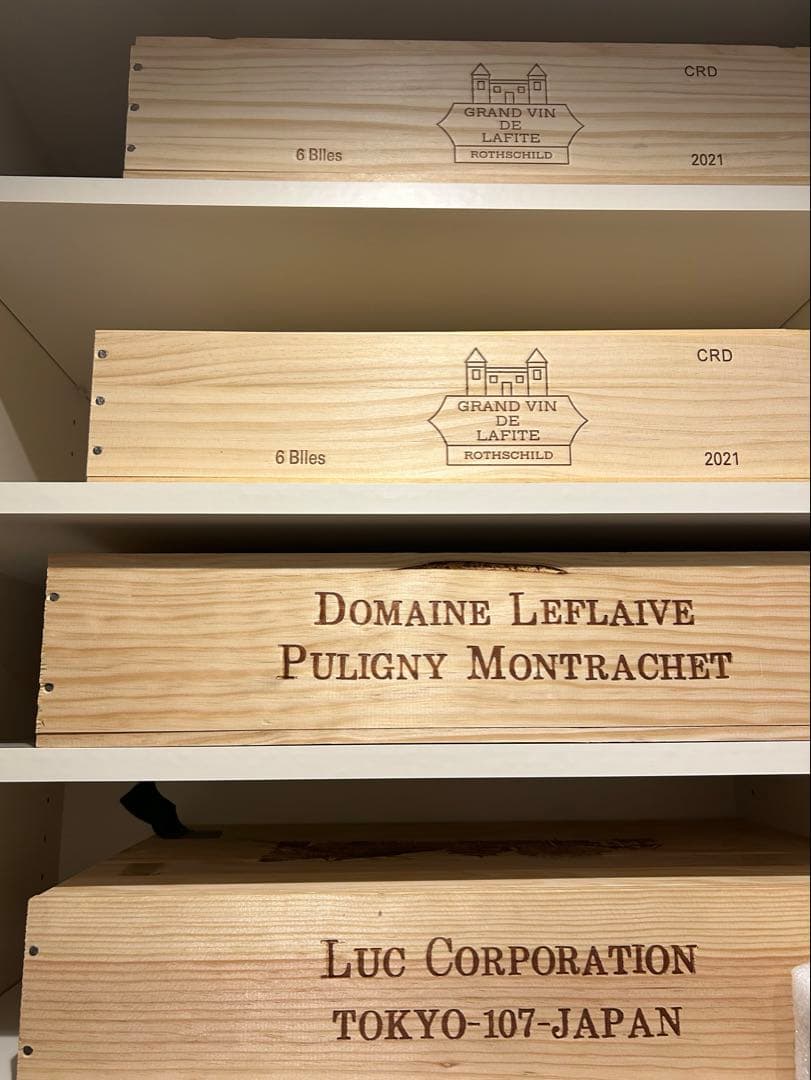 CRD
GRAND VIN
DE
LAFITE
ROTHSCHILD
6 Blles
2021
CRD
GRAND VIN
DE
LAFITE
ROTHSCHILD
6 Blles
2021
DOMAINE LEFLAIVE
PULIGNY MONTRACHET
LUC CORPORATION
TOKYO-107-JAPAN